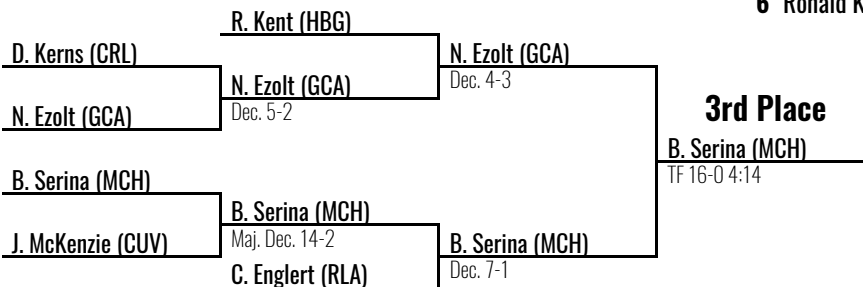 6 Ronald K
R. Kent (HBG)
D. Kerns (CRL)
N. Ezolt (GCA)
N. Ezolt (GCA)
Dec. 4-3
Dec. 5-2
N. Ezolt (GCA)
3rd Place
B. Serina (MCH)
TF 16-0 4:14
B. Serina (MCH)
B. Serina (MCH)
Maj. Dec. 14-2
J. McKenzie (CUV)
B. Serina (MCH)
Dec. 7-1
C. Englert (RLA)